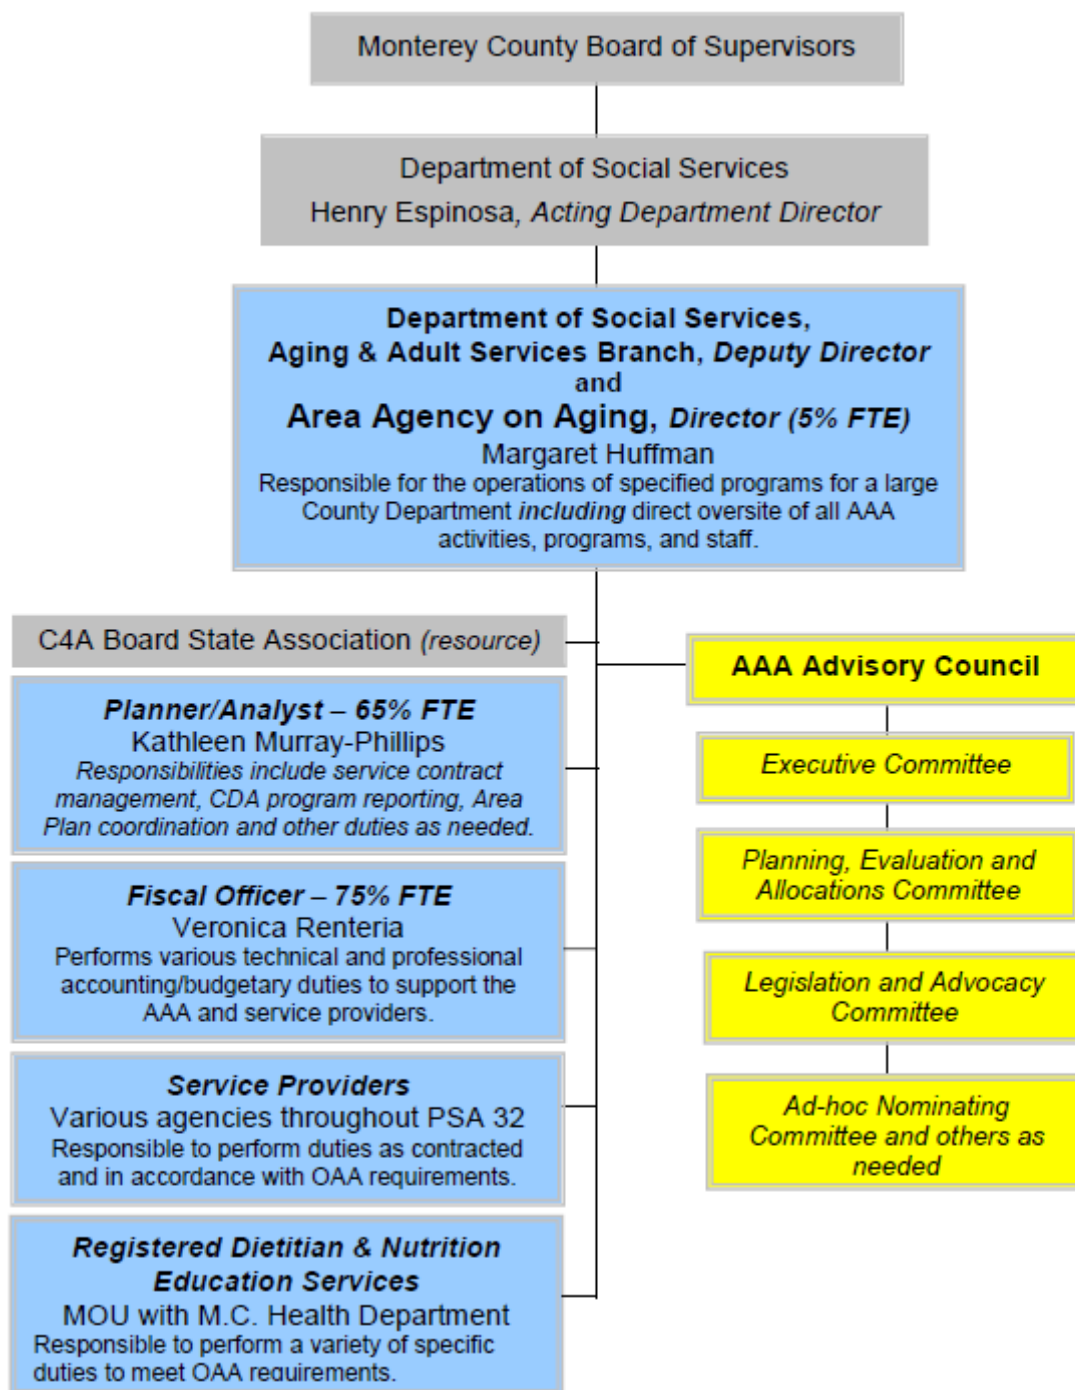 Monterey County Board of Supervisors
Department of Social Services
Henry Espinosa, Acting Department Director
Department of Social Services,
Aging & Adult Services Branch, Deputy Director
and
Area Agency on Aging, Director (5% FTE)
Margaret Huffman
Responsible for the operations of specified programs for a large
County Department including direct oversite of all AAA
activities, programs, and staff.
C4A Board State Association (resource)
Planner/Analyst – 65% FTE
Kathleen Murray-Phillips
Responsibilities include service contract
management, CDA program reporting, Area
Plan coordination and other duties as needed.
Fiscal Officer – 75% FTE
Veronica Renteria
Performs various technical and professional
accounting/budgetary duties to support the
AAA and service providers.
Service Providers
Various agencies throughout PSA 32
Responsible to perform duties as contracted
and in accordance with OAA requirements.
Registered Dietitian & Nutrition
Education Services
MOU with M.C. Health Department
Responsible to perform a variety of specific
duties to meet OAA requirements.
AAA Advisory Council
Executive Committee
Planning, Evaluation and
Allocations Committee
Legislation and Advocacy
Committee
Ad-hoc Nominating
Committee and others as
needed